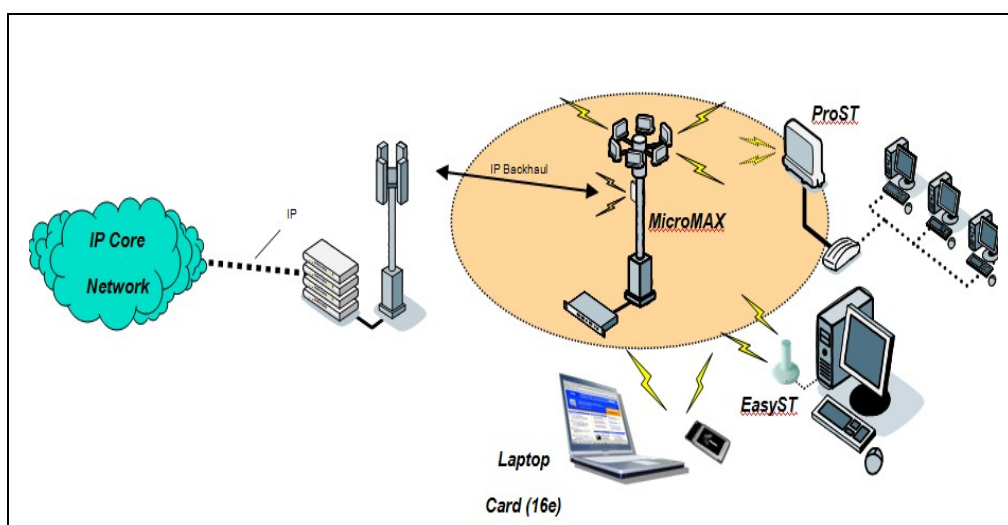 ProST
IP Backhaul
IP
MicroMAX
IP Core
Network
EasyST
Laptop
Card (16e)